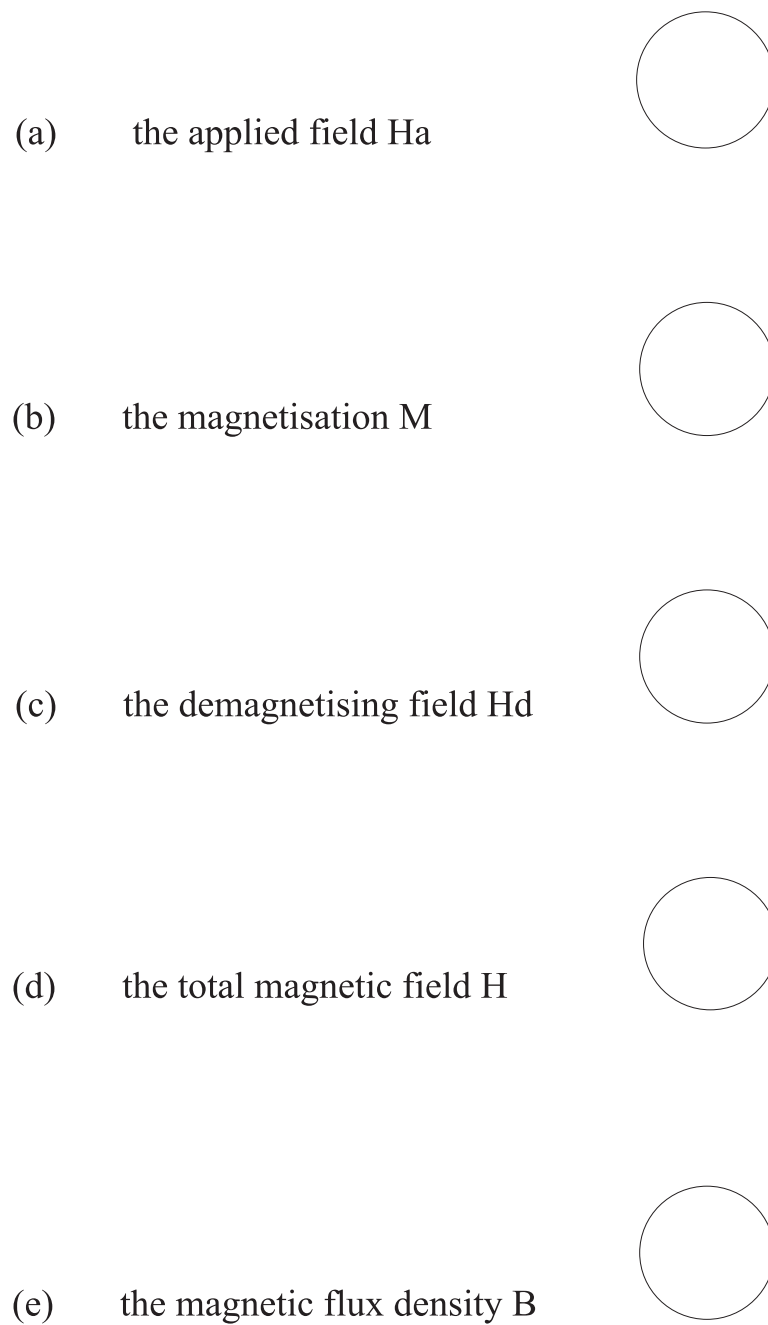 (a) the applied field Ha
(b) the magnetisation M
(c) the demagnetising field Hd
(d) the total magnetic field H
(e) the magnetic flux density B